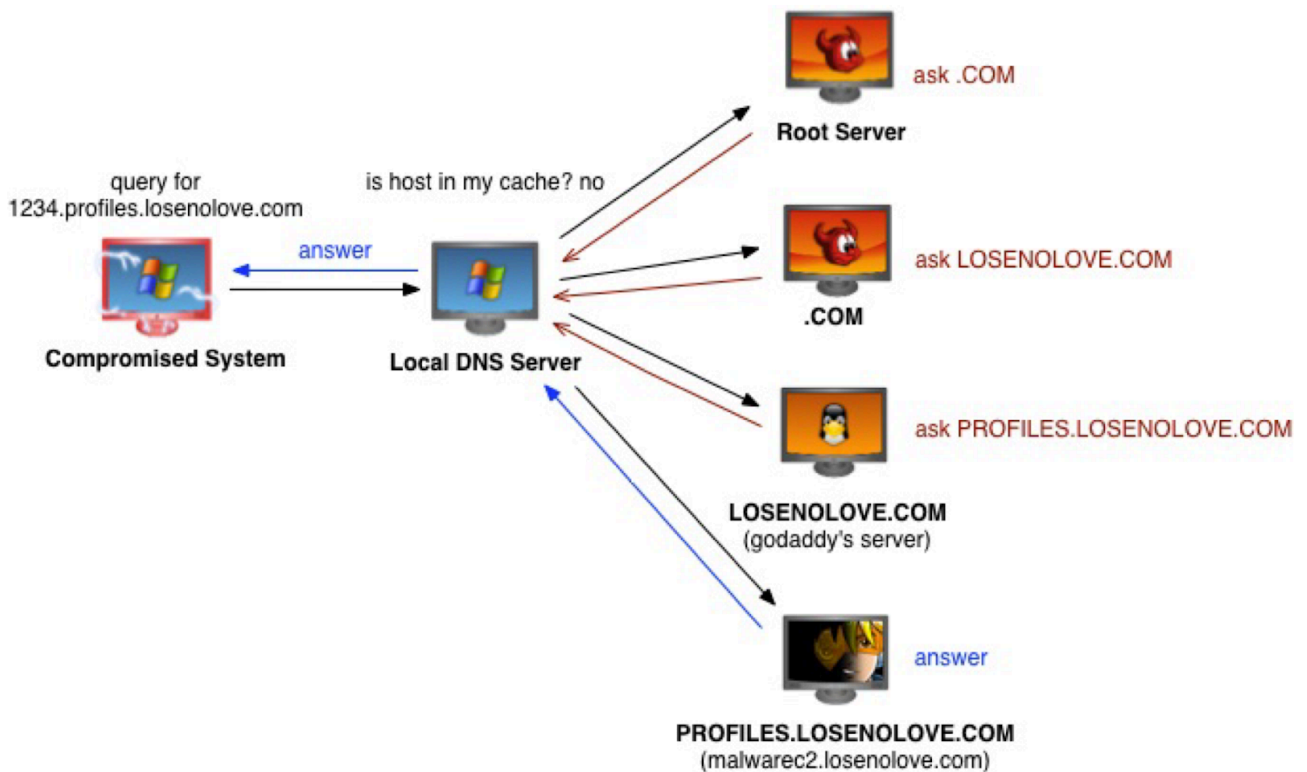 ask .COM
Root Server
query for
1234.profiles.losenolove.com
is host in my cache? no
answer
ask LOSENOLOVE.COM
.COM
Compromised System
Local DNS Server
ask PROFILES.LOSENOLOVE.COM
LOSENOLOVE.COM
(godaddy's server)
answer
PROFILES.LOSENOLOVE.COM
(malwarec2.losenolove.com)